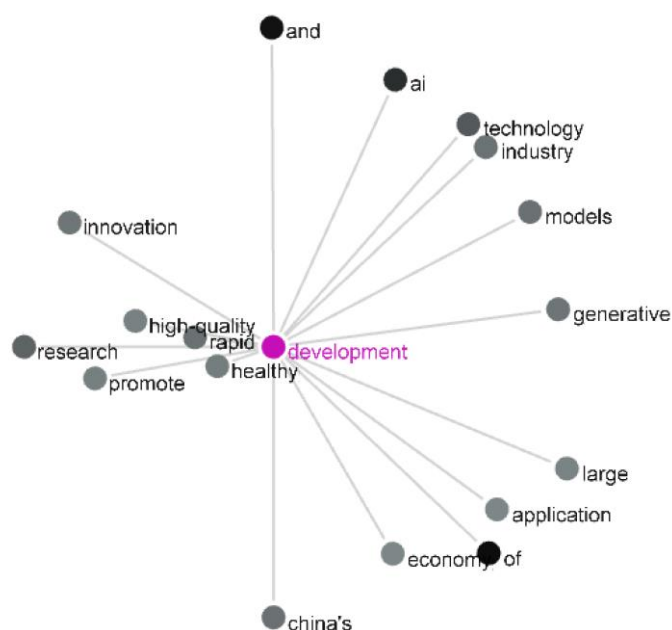 and
ai
technology
industry
models
innovation
generative
high-quality
rapid
research
development
healthy
promote
large
application
economy
of
china's